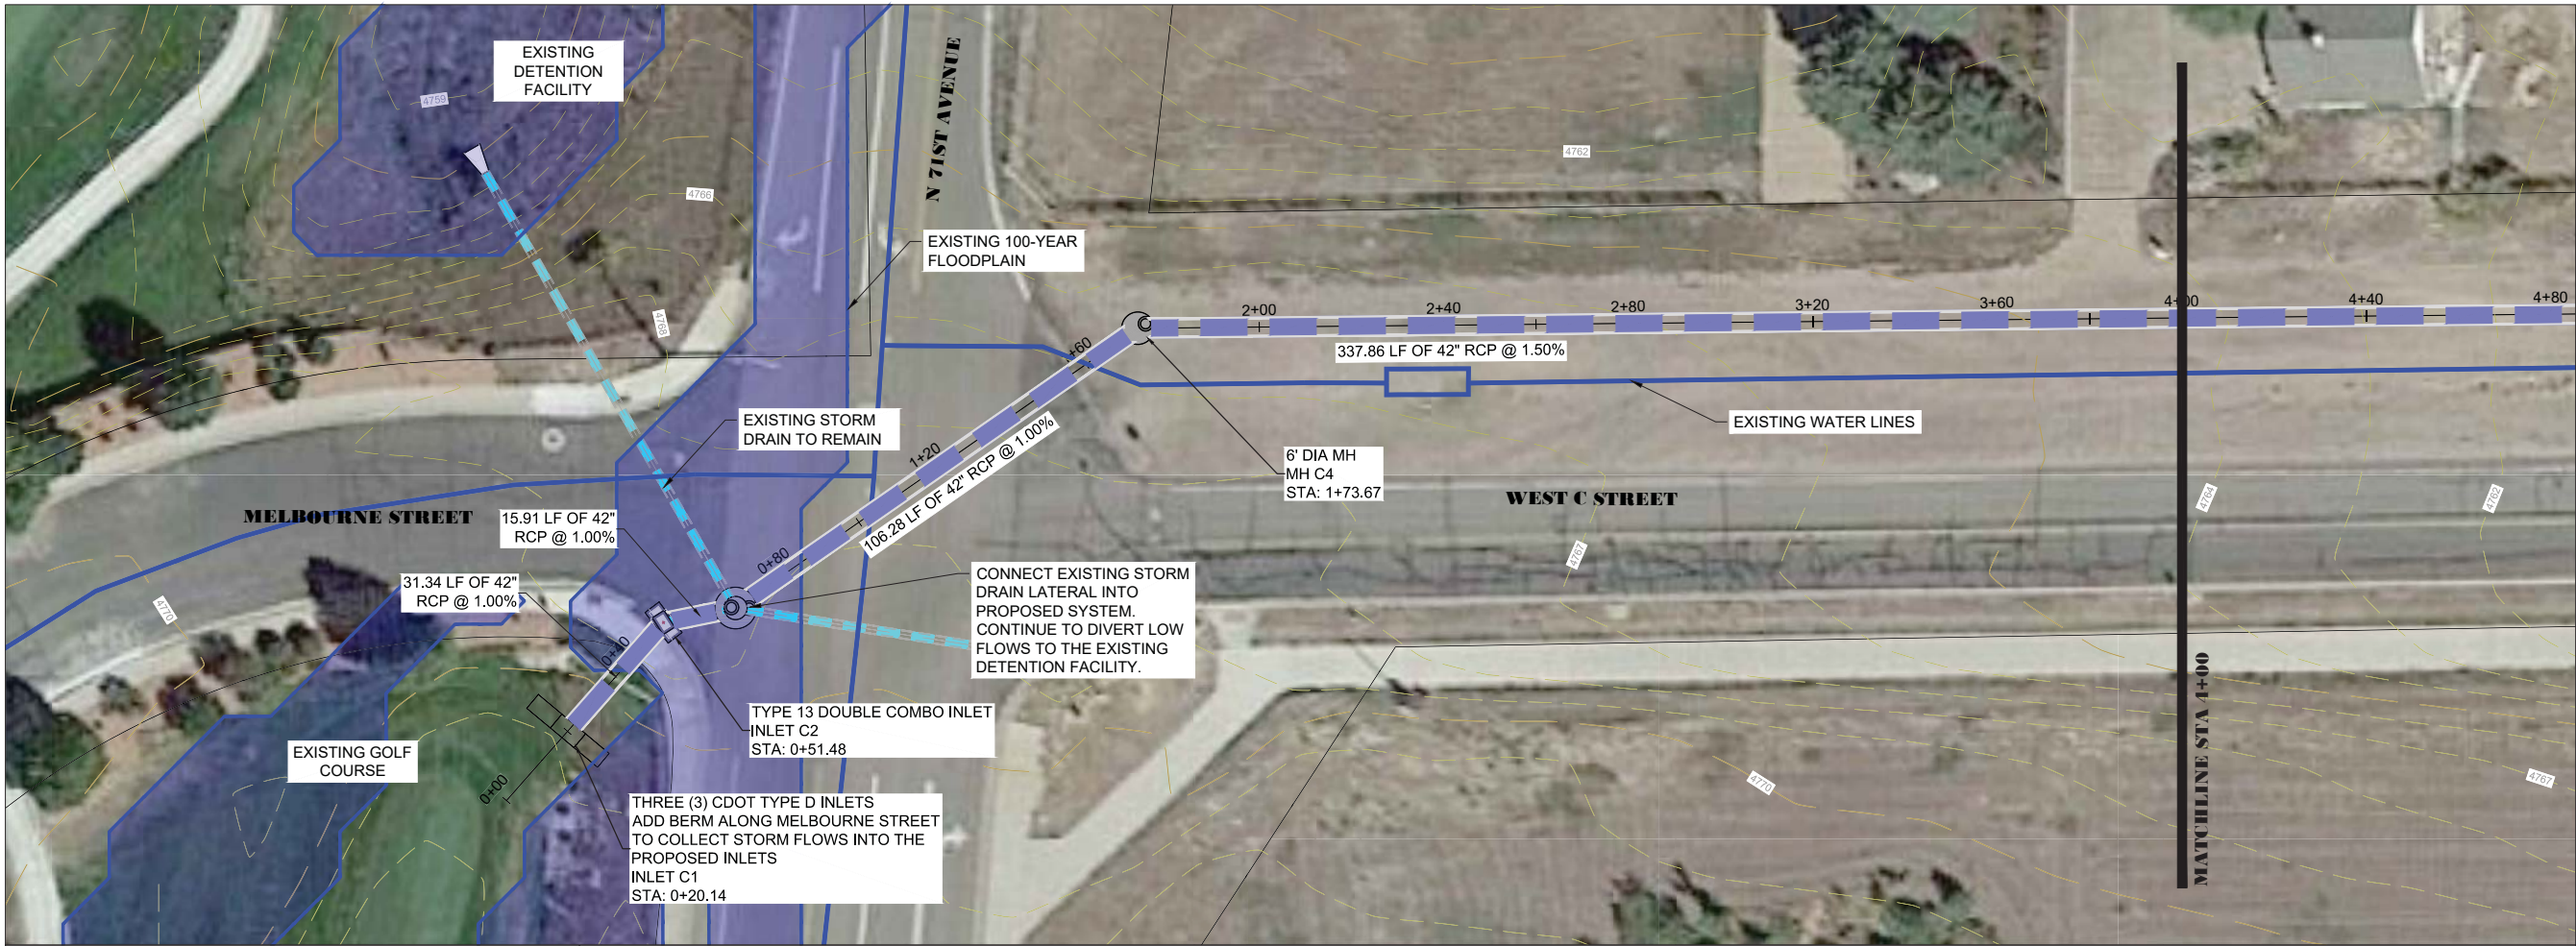 EXISTING
DETENTION
FACILITY
4759
4766
4768
N 71ST AVENUE
EXISTING 100-YEAR
FLOODPLAIN
4762
2+00
2+40
2+80
3+20
3+60
4+00
4+40
4+80
337.86 LF OF 42" RCP @ 1.50%
EXISTING WATER LINES
+60
1+20
0+80
106.28 LF OF 42" RCP @ 1.00%
EXISTING STORM
DRAIN TO REMAIN
6' DIA MH
MH C4
STA: 1+73.67
WEST C STREET
4764
4762
4767
MELBOURNE STREET
15.91 LF OF 42"
RCP @ 1.00%
31.34 LF OF 42"
RCP @ 1.00%
4770
0+40
CONNECT EXISTING STORM
DRAIN LATERAL INTO
PROPOSED SYSTEM.
CONTINUE TO DIVERT LOW
FLOWS TO THE EXISTING
DETENTION FACILITY.
TYPE 13 DOUBLE COMBO INLET
INLET C2
STA: 0+51.48
EXISTING GOLF
COURSE
0+00
THREE (3) CDOT TYPE D INLETS
ADD BERM ALONG MELBOURNE STREET
TO COLLECT STORM FLOWS INTO THE
PROPOSED INLETS
INLET C1
STA: 0+20.14
4770
4767
MATCHLINE STA 4+00